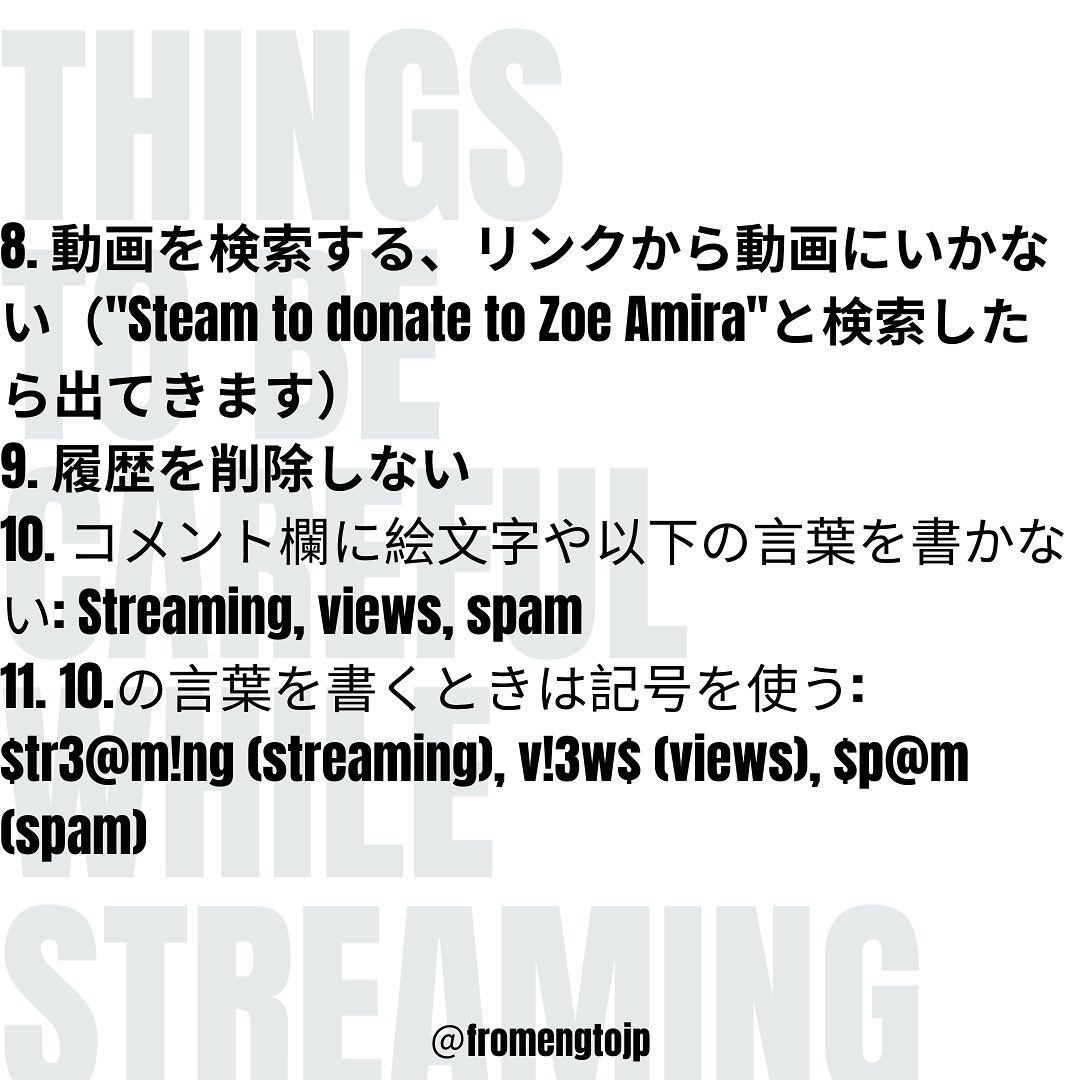 THINGS
TO BE
CAREFUL
WHILE
STREAMING
8. 動画を検索する、リンクから動画にいかな
い（"Steam to donate to Zoe Amira"と検索した
ら出てきます）
9. 履歴を削除しない
10. コメント欄に絵文字や以下の言葉を書かな
い: Streaming, views, spam
11. 10.の言葉を書くときは記号を使う:
$tr3@m!ng (streaming), v!3w$ (views), $p@m
(spam)
@fromengtojp